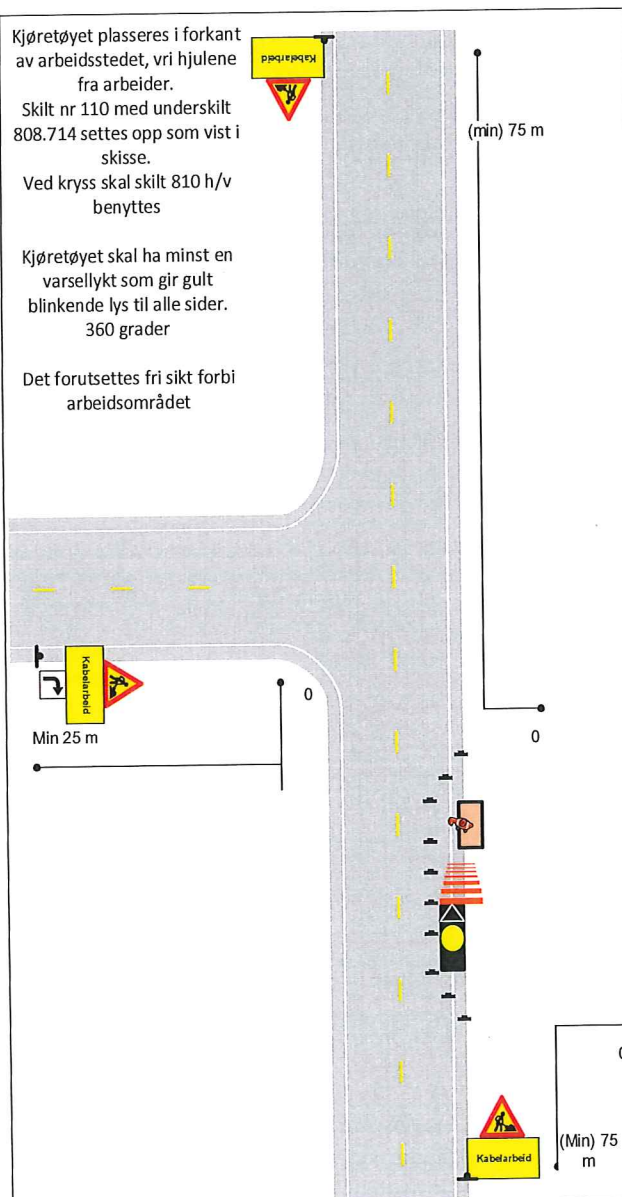 Kjøretøyet plasseres i forkant
av arbeidsstedet, vri hjulene
fra arbeider.
Skilt nr 110 med underskilt
808.714 settes opp som vist i
skisse.
Ved kryss skal skilt 810 h/v
benyttes
Kjøretøyet skal ha minst en
varsellykt som gir gult
blinkende lys til alle sider.
360 grader
Det forutsettes fri sikt forbi
arbeidsområdet
Kabelarbeid
(min) 75 m
Kabelarbeid
0
Min 25 m
0
0
(Min) 75
m
Kabelarbeid